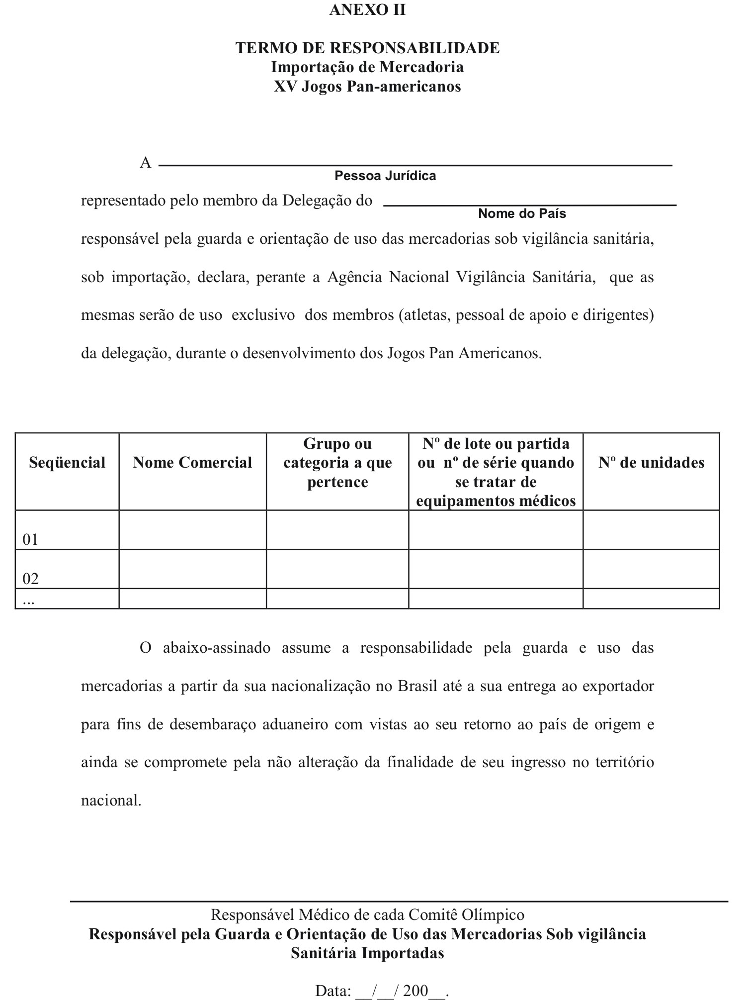 ANEXO II
TERMO DE RESPONSABILIDADE
Importação de Mercadoria
XV Jogos Pan-americanos
A ________________
Pessoa Jurídica
representado pelo membro da Delegação do ________________
Nome do País
responsável pela guarda e orientação de uso das mercadorias sob vigilância sanitária,
sob importação, declara, perante a Agência Nacional Vigilância Sanitária, que as
mesmas serão de uso exclusivo dos membros (atletas, pessoal de apoio e dirigentes)
da delegação, durante o desenvolvimento dos Jogos Pan Americanos.
Seqüencial
Nome Comercial
Grupo ou
categoria a que
pertence
Nº de lote ou partida
ou nº de série quando
se tratar de
equipamentos médicos
Nº de unidades
01
02
...
O abaixo-assinado assume a responsabilidade pela guarda e uso das
mercadorias a partir da sua nacionalização no Brasil até a sua entrega ao exportador
para fins de desembaraço aduaneiro com vistas ao seu retorno ao país de origem e
ainda se compromete pela não alteração da finalidade de seu ingresso no território
nacional.
Responsável Médico de cada Comitê Olímpico
Responsável pela Guarda e Orientação de Uso das Mercadorias Sob vigilância
Sanitária Importadas
Data: __/__/ 200__.